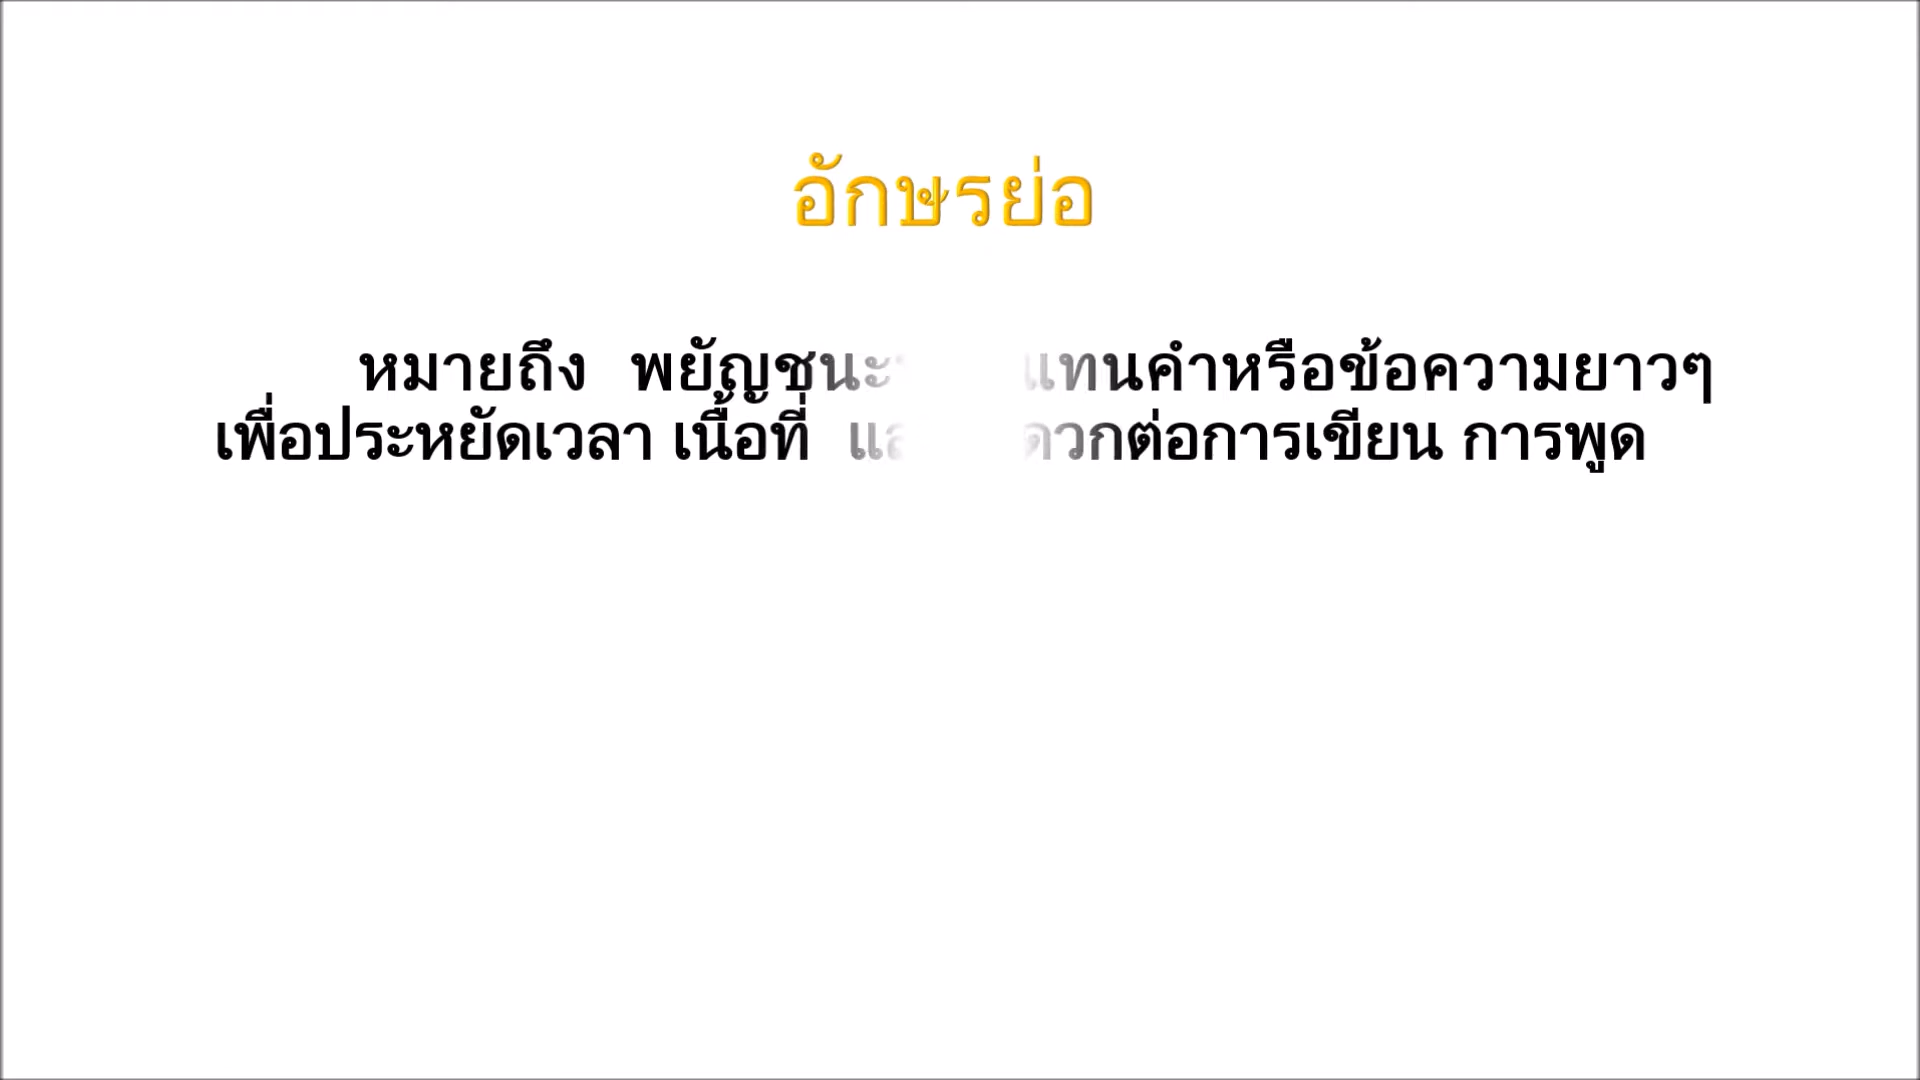 อักษรย่อ
หมายถึง พยัญชนะ แทนคำหรือข้อความยาวๆ
เพื่อประหยัดเวลา เนื้อที่ ต่อการเขียน การพูด